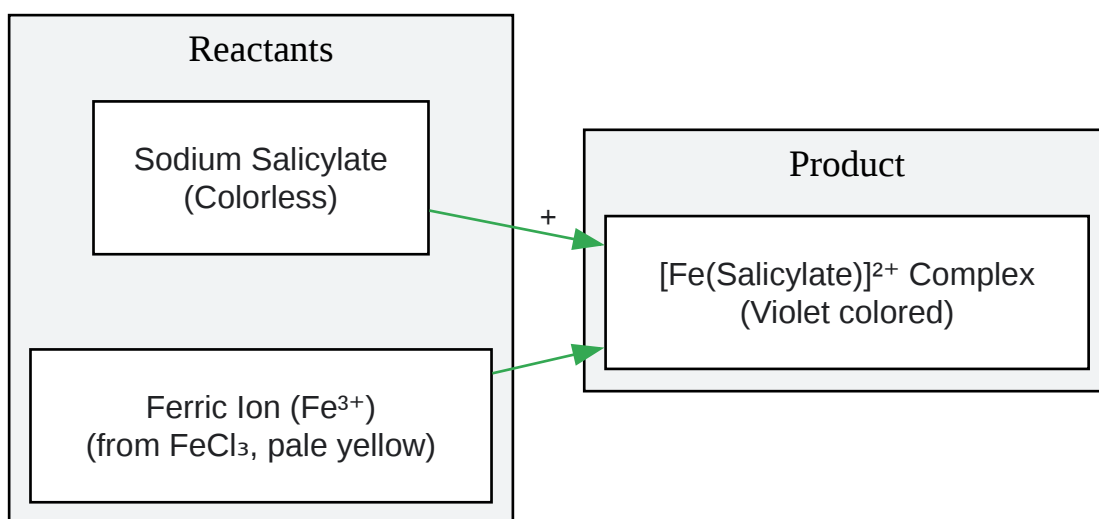 Reactants
Sodium Salicylate
(Colorless)
Ferric Ion (Fe³⁺)
(from FeCl₃, pale yellow)
+
Product
[Fe(Salicylate)]²⁺ Complex
(Violet colored)